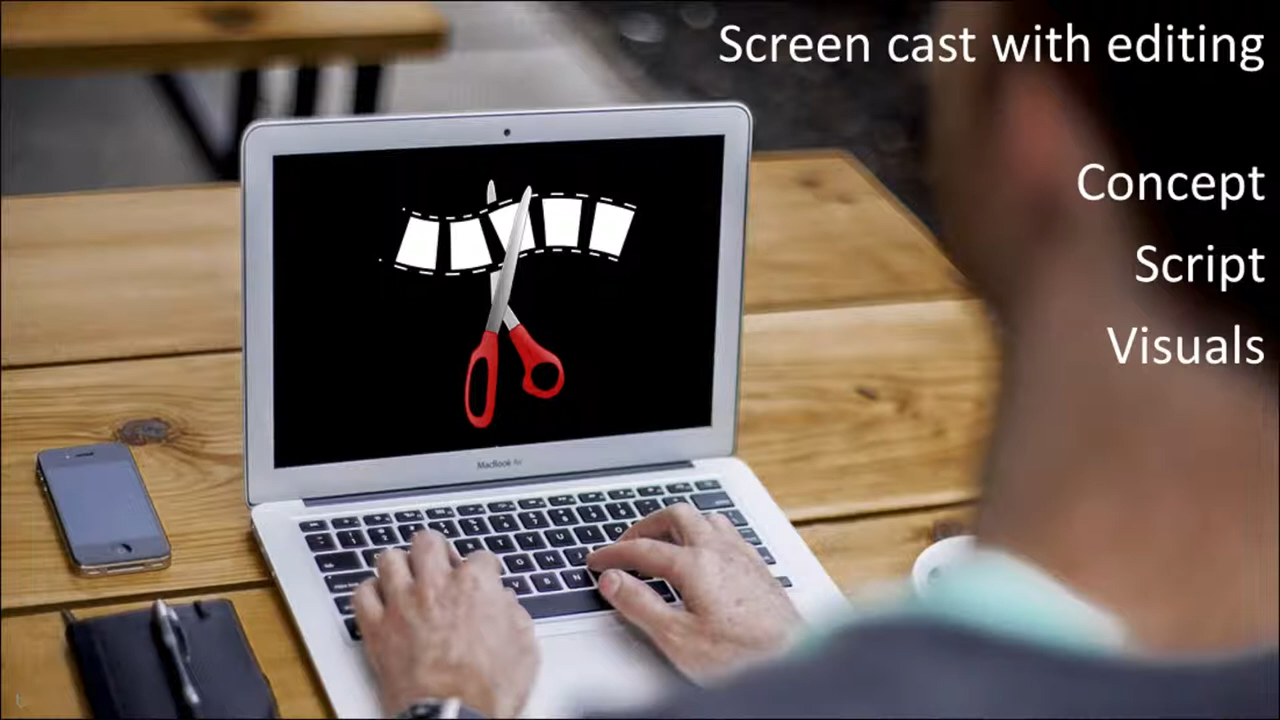 Screen cast with editing
Concept
Script
Visuals
MacBook Air